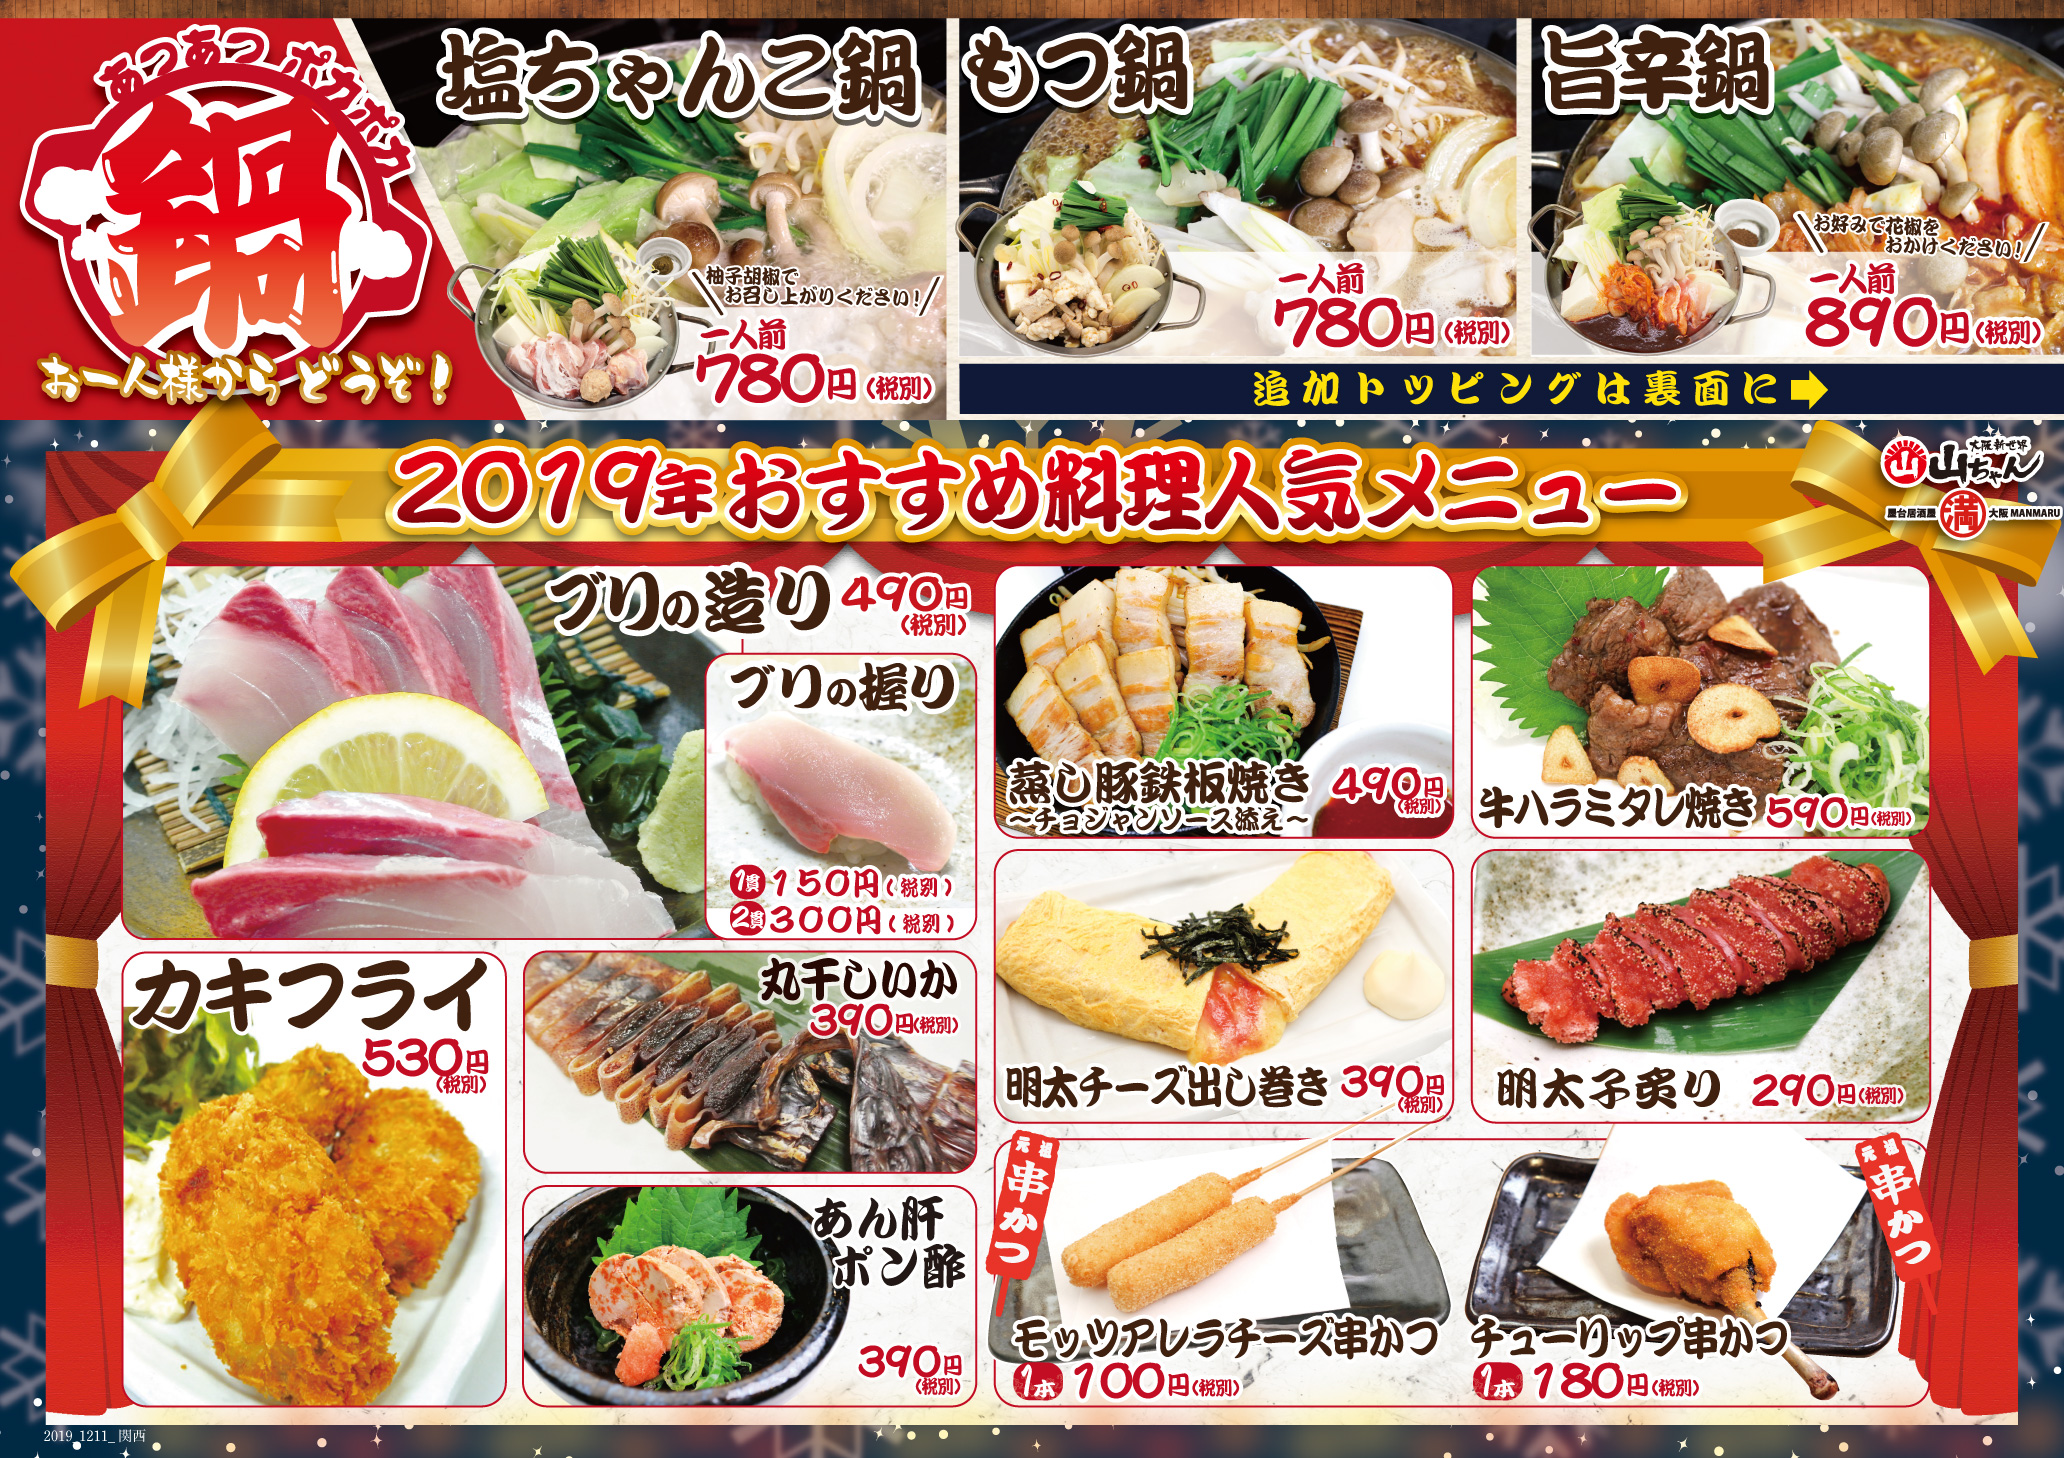 あつあつ ポカポカ
鍋
お一人様から どうぞ！
塩ちゃんこ鍋
柚子胡椒で
お召し上がりください！
一人前
780円（税別）
もつ鍋
一人前
780円（税別）
旨辛鍋
お好みで花椒を
おかけください！
一人前
890円（税別）
追加トッピングは裏面に
2019年おすすめ料理人気メニュー
大阪新世界
山ちゃん
屋台居酒屋 満 大阪 MANMARU
ブリの造り 490円
（税別）
ブリの握り
1貫 150円（税別）
2貫 300円（税別）
蒸し豚鉄板焼き 490円
（税別）
〜チョジャンソース添え〜
牛ハラミタレ焼き 590円（税別）
カキフライ
530円
（税別）
丸干しいか
390円（税別）
明太チーズ出し巻き 390円
（税別）
明太子炙り 290円（税別）
あん肝
ポン酢
390円
（税別）
元祖
串かつ
モッツアレラチーズ串かつ
1本 100円（税別）
チューリップ串かつ
1本 180円（税別）
元祖
串かつ
2019_1211_関西